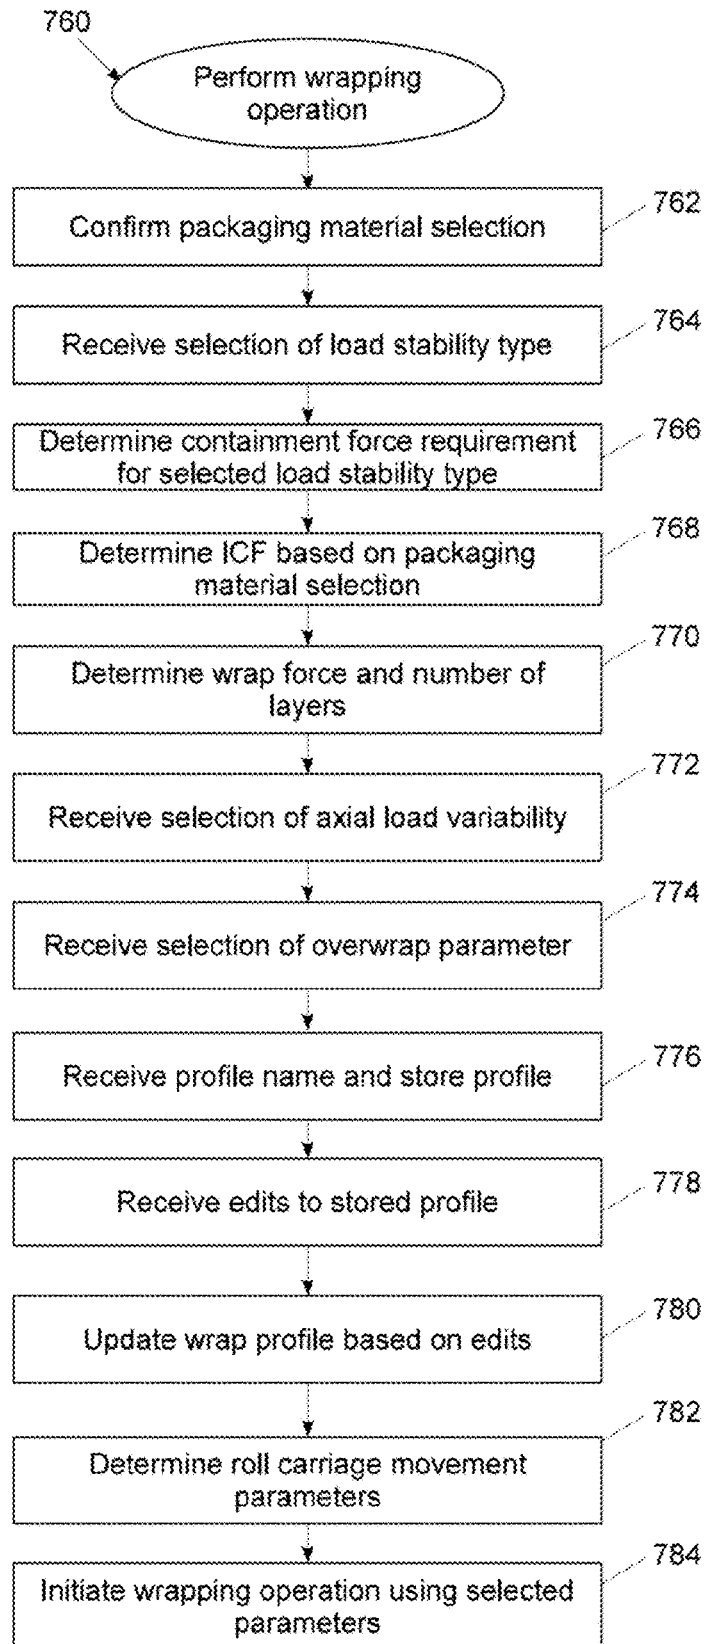 760
Perform wrapping
operation
762
Confirm packaging material selection
764
Receive selection of load stability type
766
Determine containment force requirement
for selected load stability type
768
Determine ICF based on packaging
material selection
770
Determine wrap force and number of
layers
772
Receive selection of axial load variability
774
Receive selection of overwrap parameter
776
Receive profile name and store profile
778
Receive edits to stored profile
780
Update wrap profile based on edits
782
Determine roll carriage movement
parameters
784
Initiate wrapping operation using selected
parameters